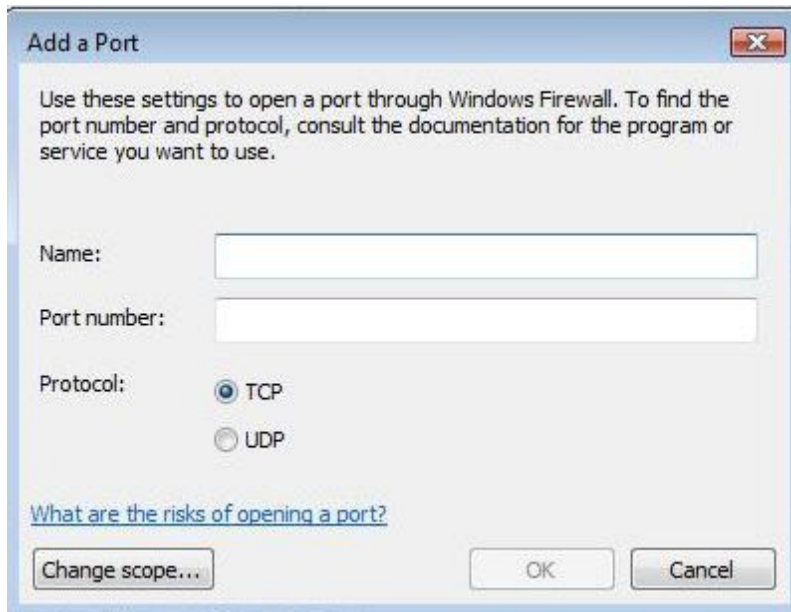 Add a Port
Use these settings to open a port through Windows Firewall. To find the
port number and protocol, consult the documentation for the program or
service you want to use.
Name:
Port number:
Protocol:
TCP
UDP
What are the risks of opening a port?
Change scope...
OK
Cancel